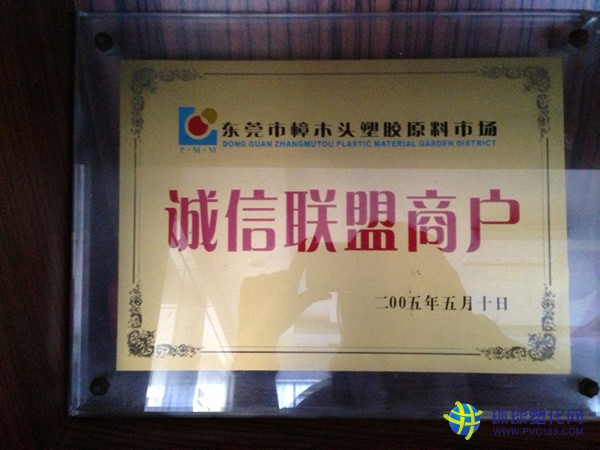 东莞市樟木头塑胶原料市场
DONG GUAN ZHANGMUTOU PLASTIC MATERIAL GARDEN DISTRICT
P·M·M
诚信联盟商户
二00五年五月十日
环球塑化网
WWW.PVC123.COM